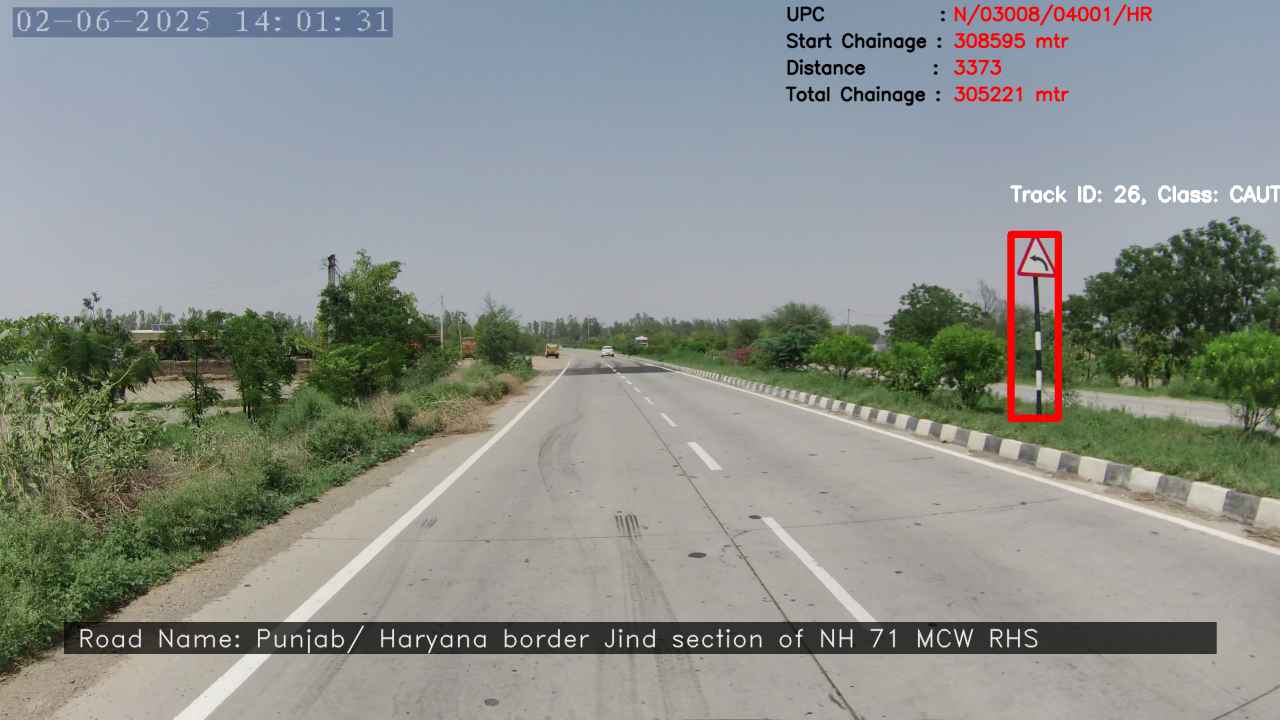 02-06-2025 14:01:31
UPC : N/03008/04001/HR
Start Chainage : 308595 mtr
Distance : 3373
Total Chainage : 305221 mtr
Track ID: 26, Class: CAUT
Road Name: Punjab/ Haryana border Jind section of NH 71 MCW RHS